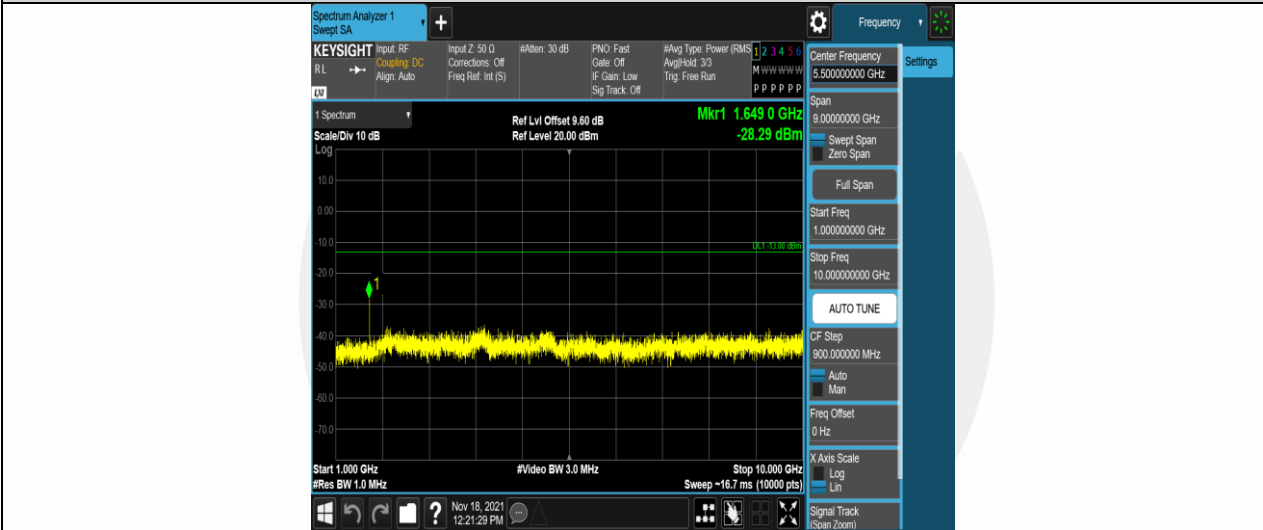 Spectrum Analyzer 1
Swept SA
+
Frequency
KEYSIGHT
Input: RF
Input Z: 50 Ω
#Atten: 30 dB
PNO: Fast
#Avg Type: Power (RMS
1 2 3 4 5 6
RL
Coupling: DC
Corrections: Off
Gate: Off
Avg|Hold: 3/3
M W W W W W
Align: Auto
Freq Ref: Int (S)
IF Gain: Low
Trig: Free Run
LXI
Sig Track: Off
P P P P P P
1 Spectrum
Ref Lvl Offset 9.60 dB
Mkr1 1.649 0 GHz
Scale/Div 10 dB
Ref Level 20.00 dBm
-28.29 dBm
Log
10.0
0.00
-10.0
DL1 -13.00 dBm
-20.0
1
-30.0
-40.0
-50.0
-60.0
-70.0
Start 1.000 GHz
#Video BW 3.0 MHz
Stop 10.000 GHz
#Res BW 1.0 MHz
Sweep ~16.7 ms (10000 pts)
?
Nov 18, 2021
12:21:29 PM
Center Frequency
5.500000000 GHz
Settings
Span
9.00000000 GHz
Swept Span
Zero Span
Full Span
Start Freq
1.000000000 GHz
Stop Freq
10.000000000 GHz
AUTO TUNE
CF Step
900.000000 MHz
Auto
Man
Freq Offset
0 Hz
X Axis Scale
Log
Lin
Signal Track
(Span Zoom)